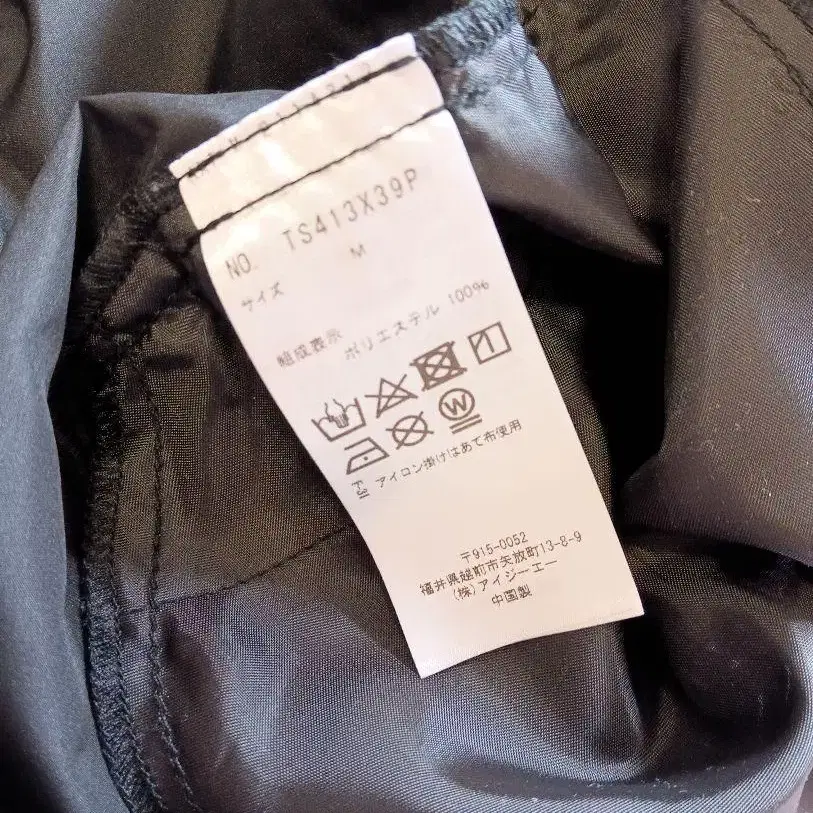 NO. TS413X39P
サイズ M
組成表示 ポリエステル 100%
W
アイロン掛けはあて布使用
〒915-0052
福井県越前市矢放町13-8-9
(株)アイジーエー
中国製